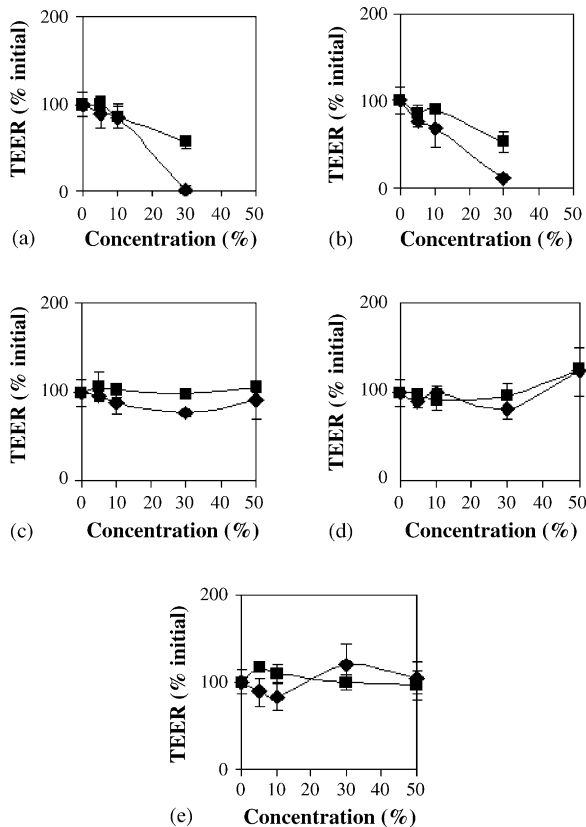 200
100
0
TEER (% initial)
0 10 20 30 40 50
(a) Concentration (%)
200
100
0
TEER (% initial)
0 10 20 30 40 50
(b) Concentration (%)
200
100
0
TEER (% initial)
0 10 20 30 40 50
(c) Concentration (%)
200
100
0
TEER (% initial)
0 10 20 30 40 50
(d) Concentration (%)
200
100
0
TEER (% initial)
0 10 20 30 40 50
(e) Concentration (%)